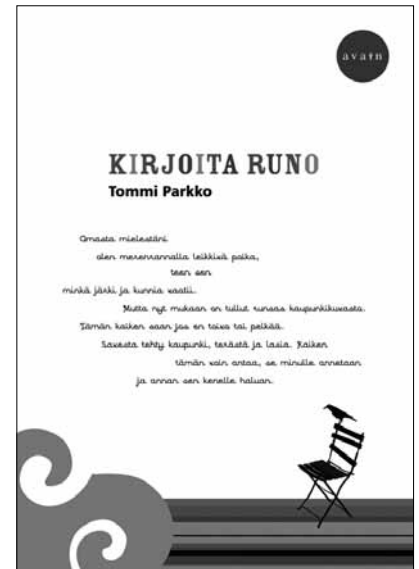 avain
KIRJOITA RUNO
Tommi Parkko
Omasta mielestäni
olen merenrannalla leikkivä poika,
teen sen
minkä järki ja kunnia vaatii.
Mutta nyt mukaan on tullut runsas kaupunkikuvasto.
Tämän kaiken saan jos en toivo tai pelkää.
Savesta tehty kaupunki, terästä ja lasia. Kaiken
tämän voin antaa, se minulle annetaan
ja annan sen kenelle haluan.